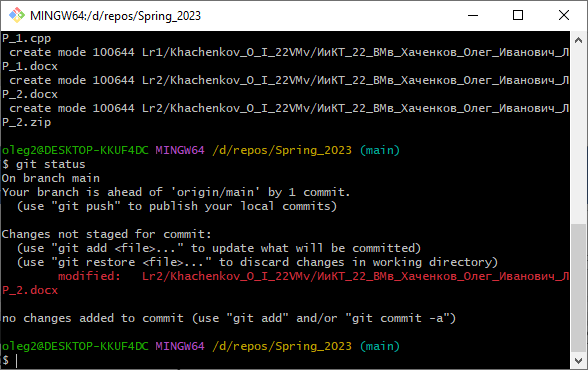 MINGW64:/d/repos/Spring_2023
P_1.cpp
 create mode 100644 Lr1/Khachenkov_O_I_22VMv/ИиКТ_22_ВМв_Хаченков_Олег_Иванович_Л
Р_1.docx
 create mode 100644 Lr2/Khachenkov_O_I_22VMv/ИиКТ_22_ВМв_Хаченков_Олег_Иванович_Л
Р_2.docx
 create mode 100644 Lr2/Khachenkov_O_I_22VMv/ИиКТ_22_ВМв_Хаченков_Олег_Иванович_Л
Р_2.zip
oleg2@DESKTOP-KKUF4DC MINGW64 /d/repos/Spring_2023 (main)
$ git status
On branch main
Your branch is ahead of 'origin/main' by 1 commit.
  (use "git push" to publish your local commits)
Changes not staged for commit:
  (use "git add <file>..." to update what will be committed)
  (use "git restore <file>..." to discard changes in working directory)
        modified:   Lr2/Khachenkov_O_I_22VMv/ИиКТ_22_ВМв_Хаченков_Олег_Иванович_Л
Р_2.docx
no changes added to commit (use "git add" and/or "git commit -a")
oleg2@DESKTOP-KKUF4DC MINGW64 /d/repos/Spring_2023 (main)
$